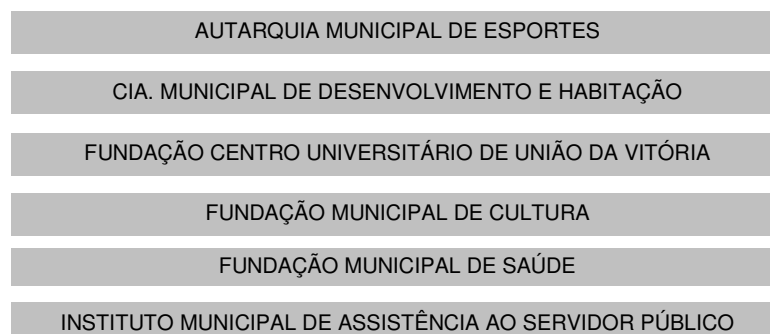 AUTARQUIA MUNICIPAL DE ESPORTES
CIA. MUNICIPAL DE DESENVOLVIMENTO E HABITAÇÃO
FUNDAÇÃO CENTRO UNIVERSITÁRIO DE UNIÃO DA VITÓRIA
FUNDAÇÃO MUNICIPAL DE CULTURA
FUNDAÇÃO MUNICIPAL DE SAÚDE
INSTITUTO MUNICIPAL DE ASSISTÊNCIA AO SERVIDOR PÚBLICO